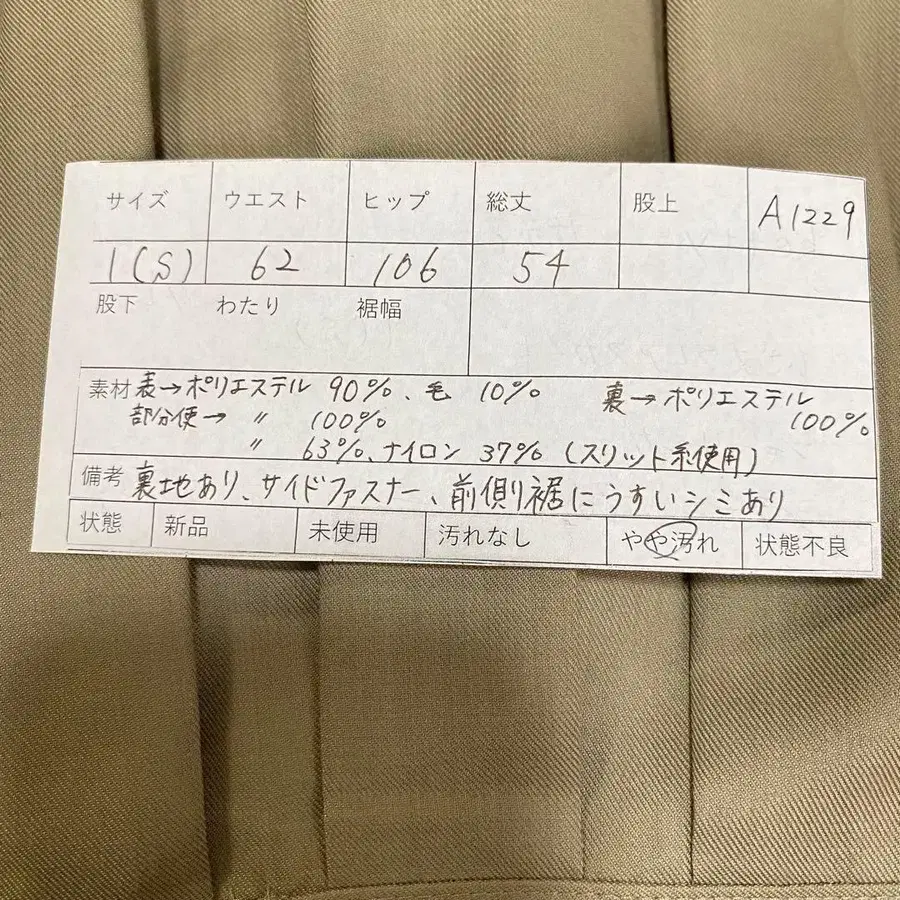 サイズ ウエスト ヒップ 総丈 股上 A1229
1(S) 62 106 54
股下 わたり 裾幅
素材 表→ポリエステル 90%、毛 10% 裏→ポリエステル
部分使→ 〃 100% 100%
〃 63%、ナイロン 37% (スリット糸使用)
備考 裏地あり、サイドファスナー、前側り裾にうすいシミあり
状態 新品 未使用 汚れなし やや汚れ 状態不良